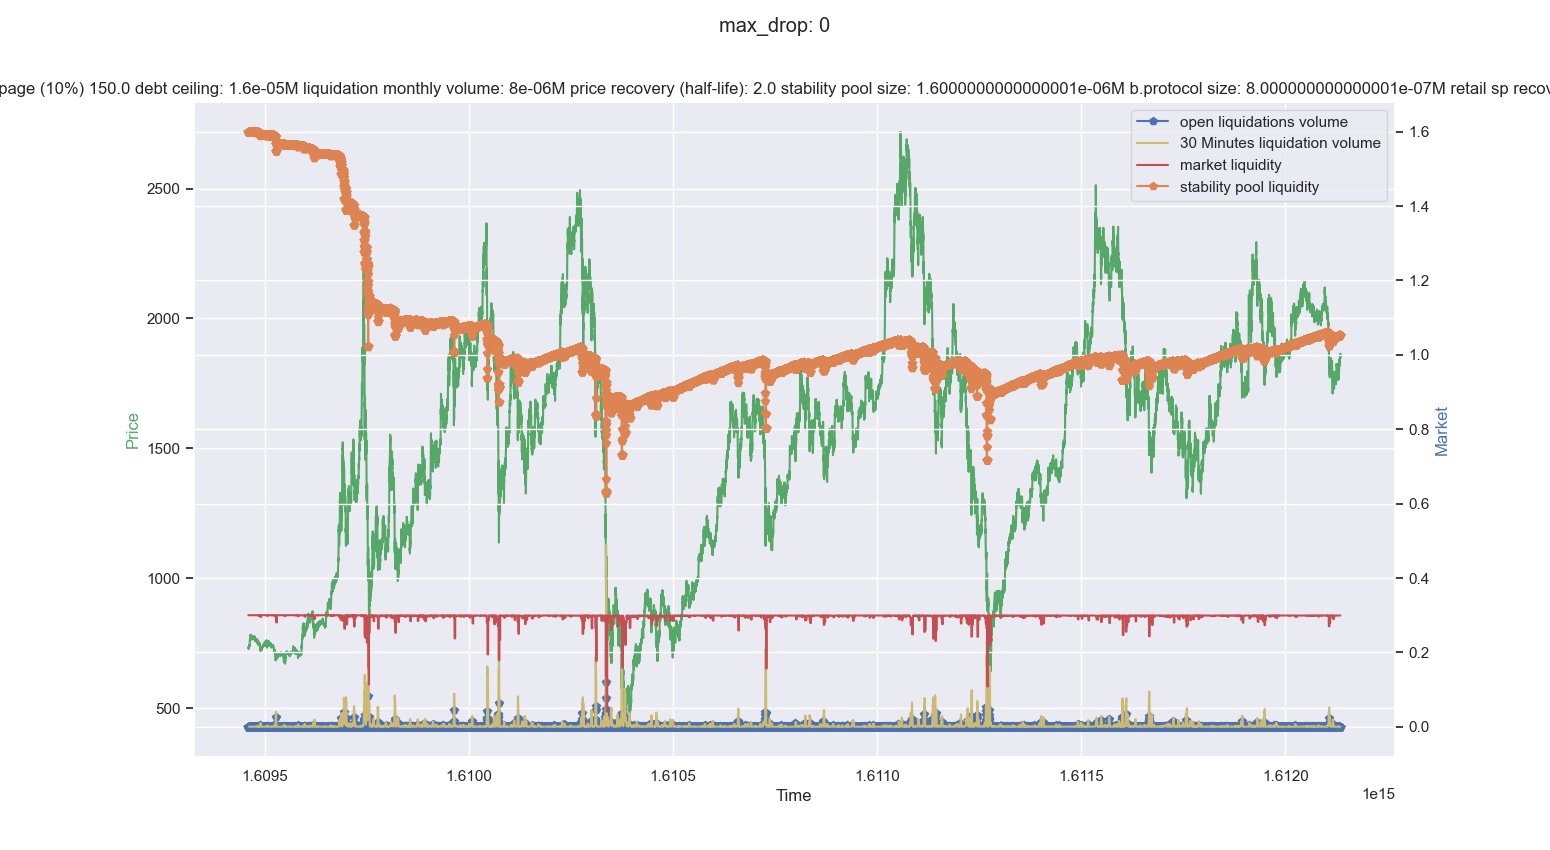 max_drop: 0
page (10%) 150.0 debt ceiling: 1.6e-05M liquidation monthly volume: 8e-06M price recovery (half-life): 2.0 stability pool size: 1.6000000000000001e-06M b.protocol size: 8.000000000000001e-07M retail sp recov
open liquidations volume
30 Minutes liquidation volume
market liquidity
stability pool liquidity
2500
2000
1500
1000
500
Price
1.6
1.4
1.2
1.0
0.8
0.6
0.4
0.2
0.0
Market
1.6095 1.6100 1.6105 1.6110 1.6115 1.6120
1e15
Time